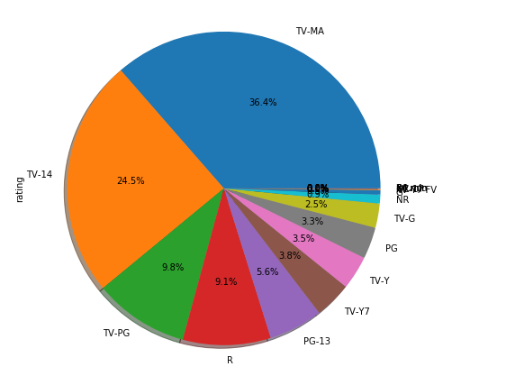 TV-MA
36.4%
TV-14
24.5%
rating
TV-PG
9.8%
R
9.1%
PG-13
5.6%
TV-Y7
3.8%
TV-Y
3.5%
PG
3.3%
TV-G
2.5%
NR